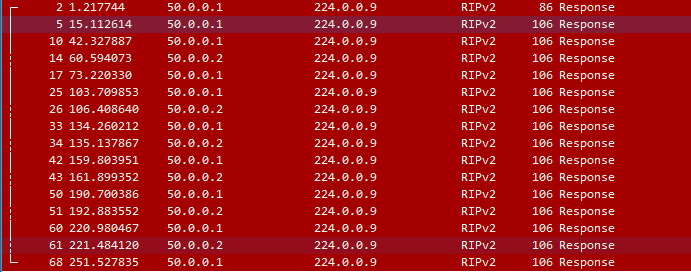 2 1.217744 50.0.0.1 224.0.0.9 RIPv2 86 Response
5 15.112614 50.0.0.1 224.0.0.9 RIPv2 106 Response
10 42.327887 50.0.0.1 224.0.0.9 RIPv2 106 Response
14 60.594073 50.0.0.2 224.0.0.9 RIPv2 106 Response
17 73.220330 50.0.0.1 224.0.0.9 RIPv2 106 Response
25 103.709853 50.0.0.1 224.0.0.9 RIPv2 106 Response
26 106.408640 50.0.0.2 224.0.0.9 RIPv2 106 Response
33 134.260212 50.0.0.1 224.0.0.9 RIPv2 106 Response
34 135.137867 50.0.0.2 224.0.0.9 RIPv2 106 Response
42 159.803951 50.0.0.1 224.0.0.9 RIPv2 106 Response
43 161.899352 50.0.0.2 224.0.0.9 RIPv2 106 Response
50 190.700386 50.0.0.1 224.0.0.9 RIPv2 106 Response
51 192.883552 50.0.0.2 224.0.0.9 RIPv2 106 Response
60 220.980467 50.0.0.1 224.0.0.9 RIPv2 106 Response
61 221.484120 50.0.0.2 224.0.0.9 RIPv2 106 Response
68 251.527835 50.0.0.1 224.0.0.9 RIPv2 106 Response